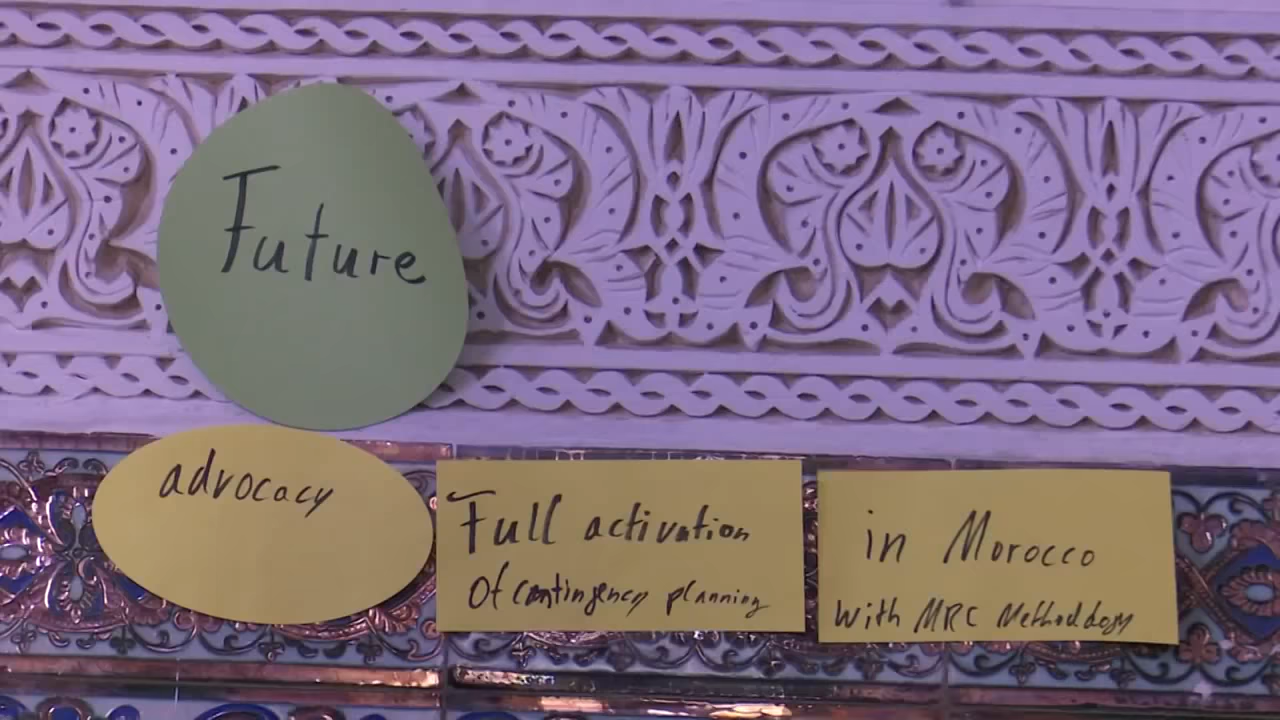 Future
advocacy
Full activation
Of contingency planning
in Morocco
With MRC Methodology